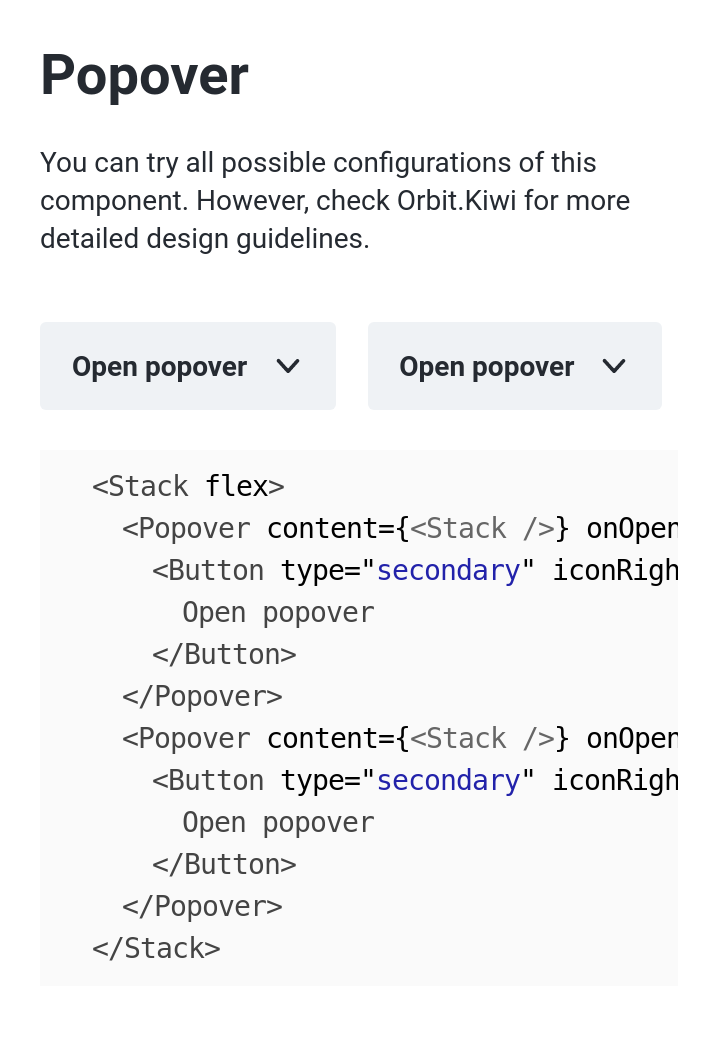 Popover
You can try all possible configurations of this
component. However, check Orbit.Kiwi for more
detailed design guidelines.
Open popover Open popover
<Stack flex>
<Popover content={<Stack />} onOpen
<Button type="secondary" iconRigh
Open popover
</Button>
</Popover>
<Popover content={<Stack />} onOpen
<Button type="secondary" iconRigh
Open popover
</Button>
</Popover>
</Stack>